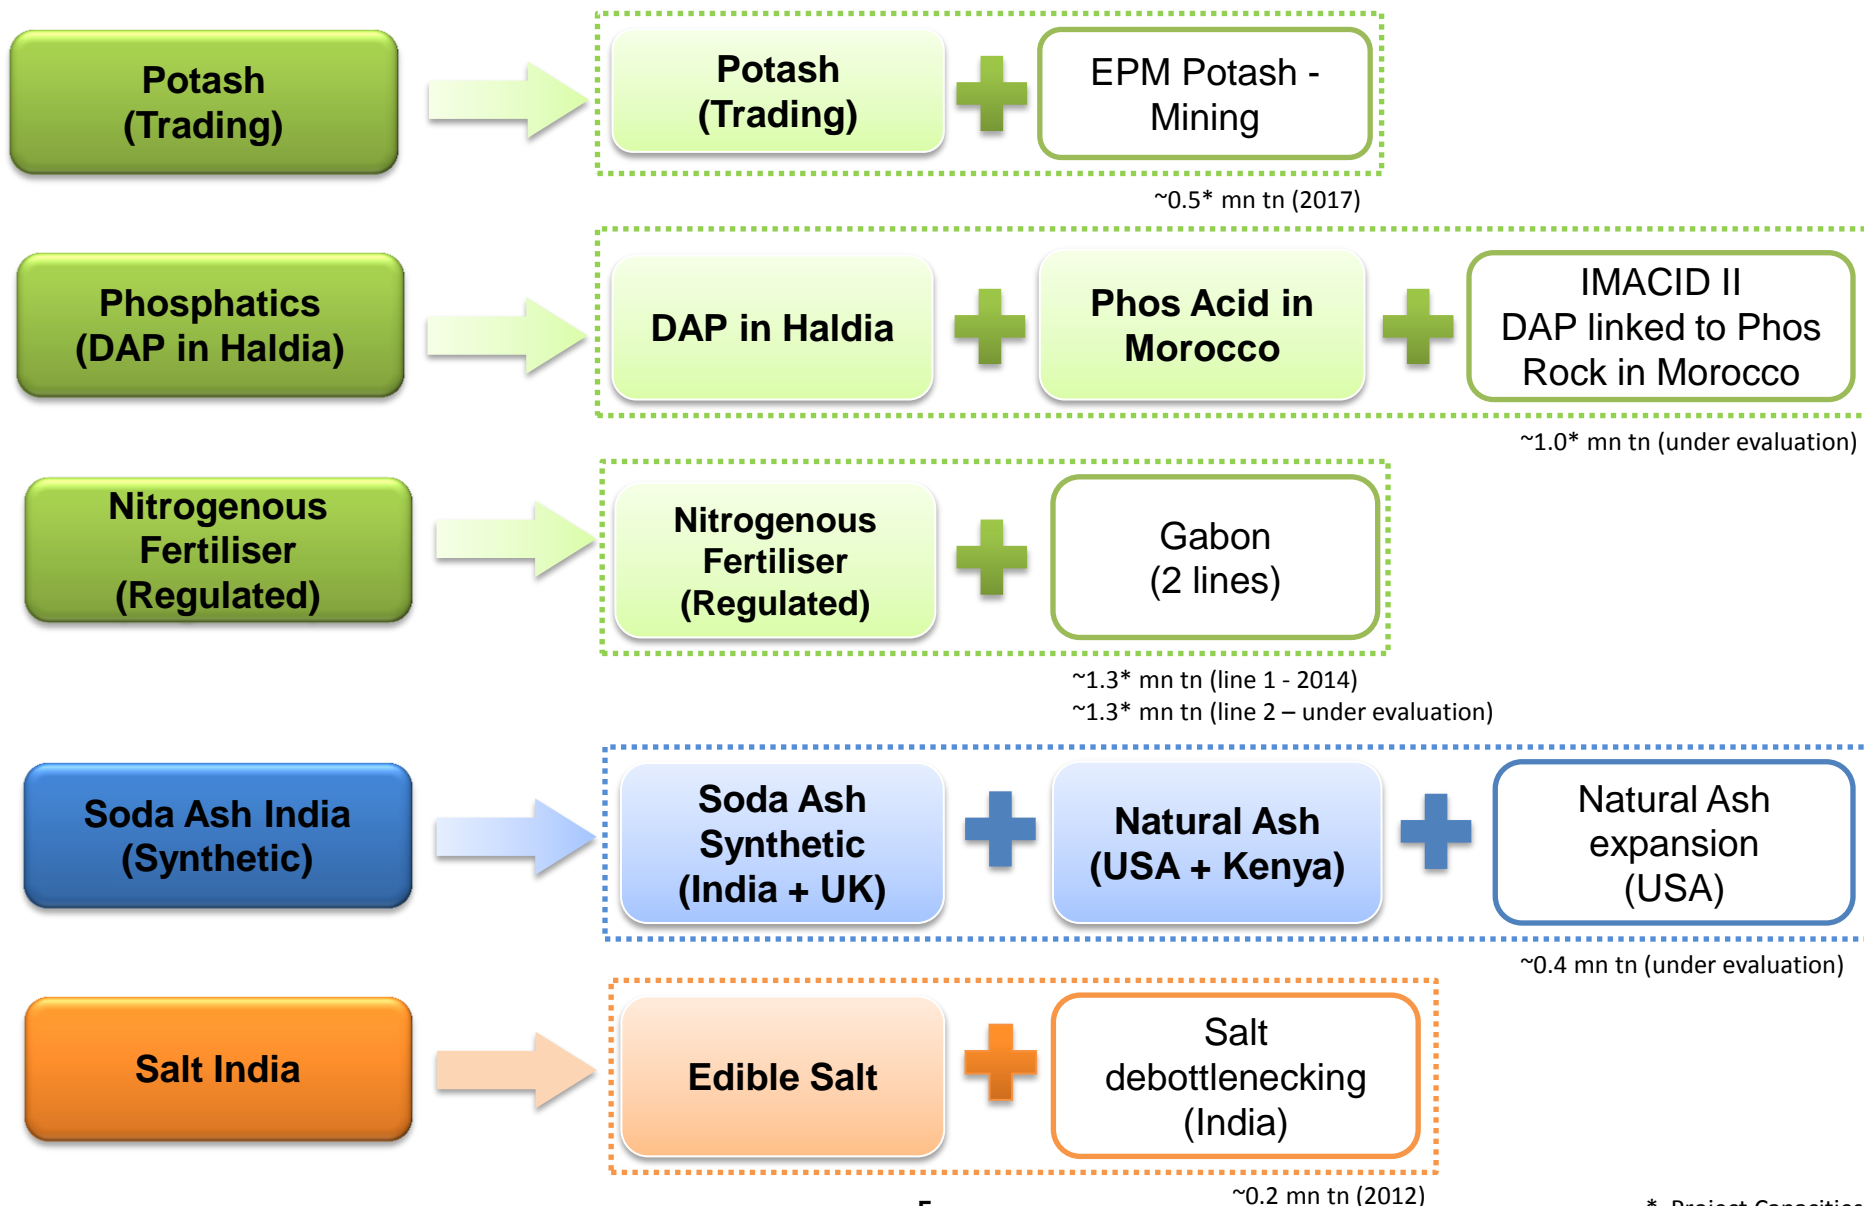 Potash
(Trading)
Potash
(Trading)
EPM Potash -
Mining
~0.5* mn tn (2017)
Phosphatics
(DAP in Haldia)
DAP in Haldia
Phos Acid in
Morocco
IMACID II
DAP linked to Phos
Rock in Morocco
~1.0* mn tn (under evaluation)
Nitrogenous
Fertiliser
(Regulated)
Nitrogenous
Fertiliser
(Regulated)
Gabon
(2 lines)
~1.3* mn tn (line 1 - 2014)
~1.3* mn tn (line 2 – under evaluation)
Soda Ash India
(Synthetic)
Soda Ash
Synthetic
(India + UK)
Natural Ash
(USA + Kenya)
Natural Ash
expansion
(USA)
~0.4 mn tn (under evaluation)
Salt India
Edible Salt
Salt
debottlenecking
(India)
~0.2 mn tn (2012)
* Project Capacities